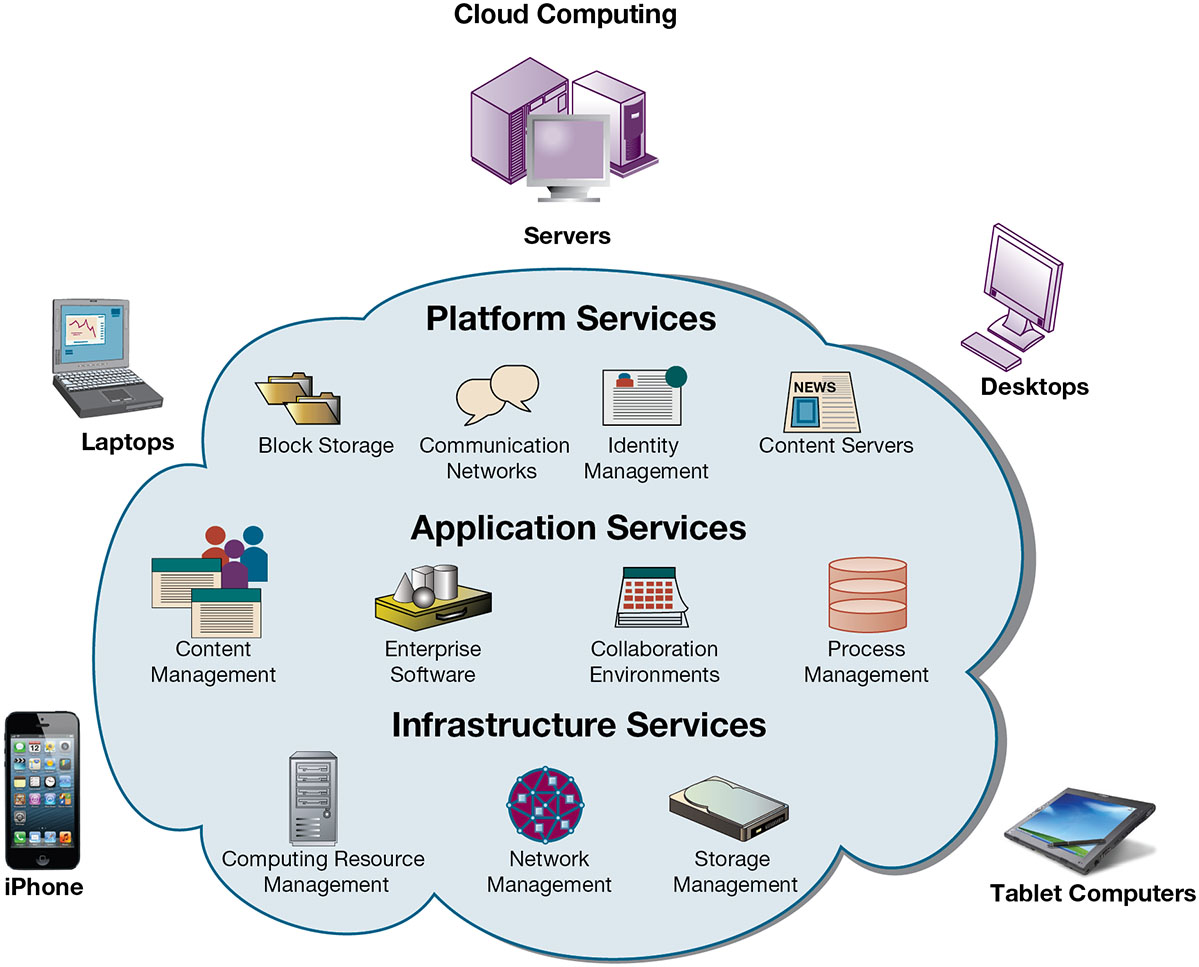 Cloud Computing
Servers
Desktops
Laptops
Platform Services
Block Storage
Communication
Networks
Identity
Management
NEWS
Content Servers
Application Services
Content
Management
Enterprise
Software
Collaboration
Environments
Process
Management
Infrastructure Services
Computing Resource
Management
Network
Management
Storage
Management
12
iPhone
Tablet Computers